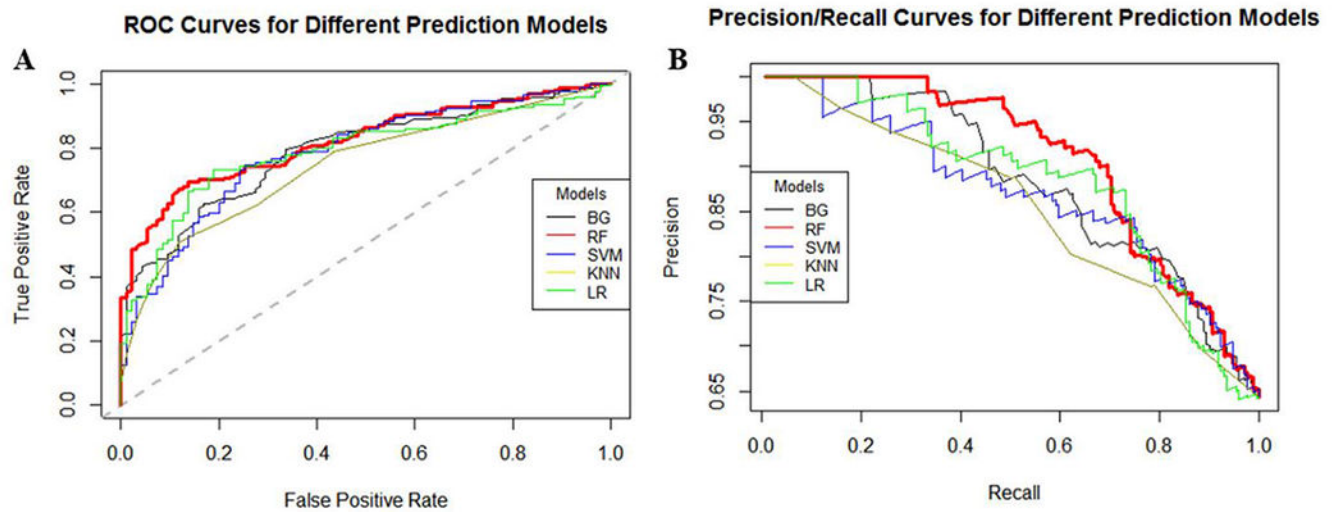 ROC Curves for Different Prediction Models
A
True Positive Rate
1.0
0.8
0.6
0.4
0.2
0.0
Models
BG
RF
SVM
KNN
LR
0.0 0.2 0.4 0.6 0.8 1.0
False Positive Rate
Precision/Recall Curves for Different Prediction Models
B
Precision
0.95
0.85
0.75
0.65
Models
BG
RF
SVM
KNN
LR
0.0 0.2 0.4 0.6 0.8 1.0
Recall